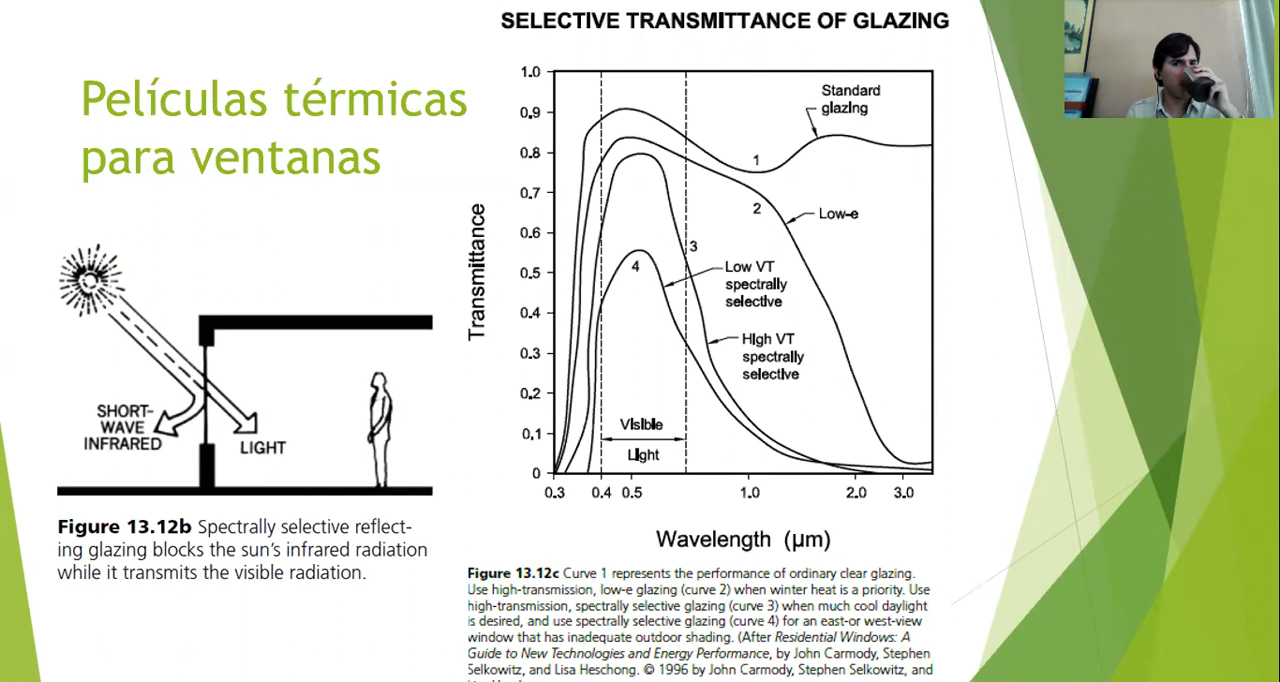 SELECTIVE TRANSMITTANCE OF GLAZING
Películas térmicas
para ventanas
SHORT-
WAVE
INFRARED
LIGHT
Figure 13.12b Spectrally selective reflect-
ing glazing blocks the sun's infrared radiation
while it transmits the visible radiation.
Transmittance
1.0
0.9
0.8
0.7
0.6
0.5
0.4
0.3
0.2
0.1
0
Standard
glazing
1
2
Low-e
3
4
Low VT
spectrally
selective
High VT
spectrally
selective
Visible
Light
0.3 0.4 0.5 1.0 2.0 3.0
Wavelength (μm)
Figure 13.12c Curve 1 represents the performance of ordinary clear glazing.
Use high-transmission, low-e glazing (curve 2) when winter heat is a priority. Use
high-transmission, spectrally selective glazing (curve 3) when much cool daylight
is desired, and use spectrally selective glazing (curve 4) for an east-or west-view
window that has inadequate outdoor shading. (After Residential Windows: A
Guide to New Technologies and Energy Performance, by John Carmody, Stephen
Selkowitz, and Lisa Heschong. © 1996 by John Carmody, Stephen Selkowitz, and